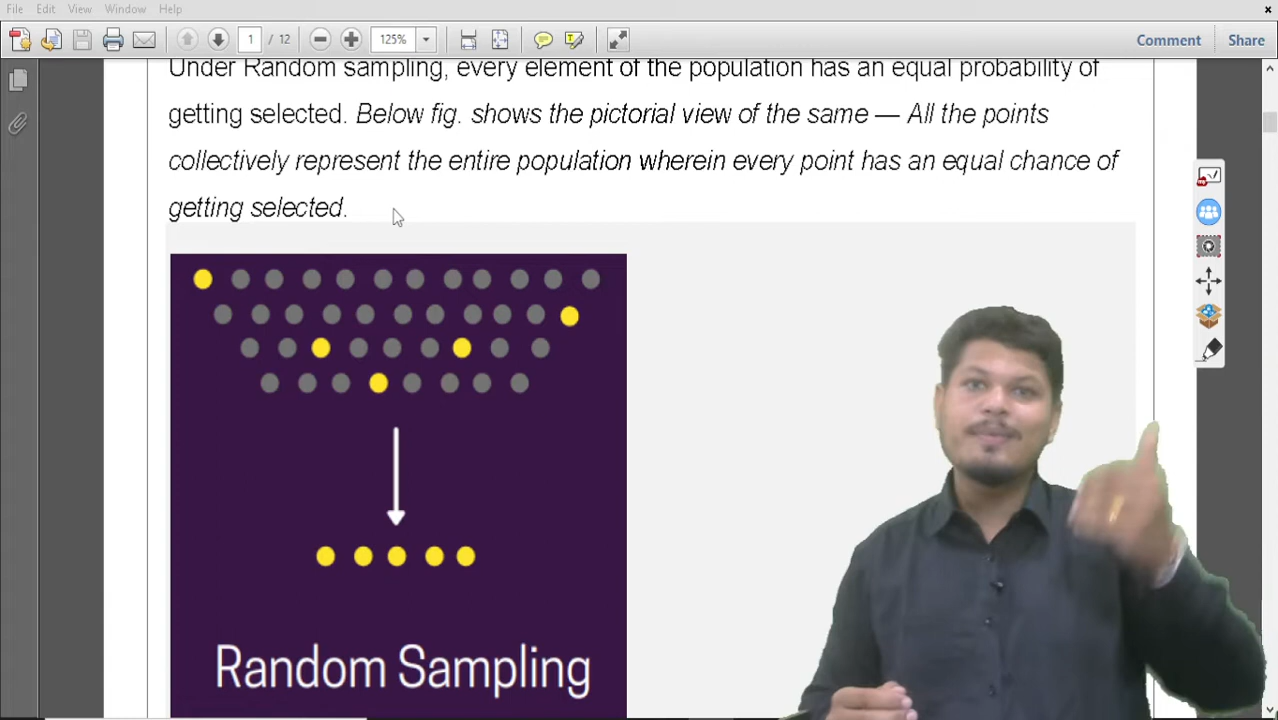 File Edit View Window Help
1 / 12 125% Comment Share
Under Random sampling, every element of the population has an equal probability of
getting selected. Below fig. shows the pictorial view of the same — All the points
collectively represent the entire population wherein every point has an equal chance of
getting selected.
Random Sampling